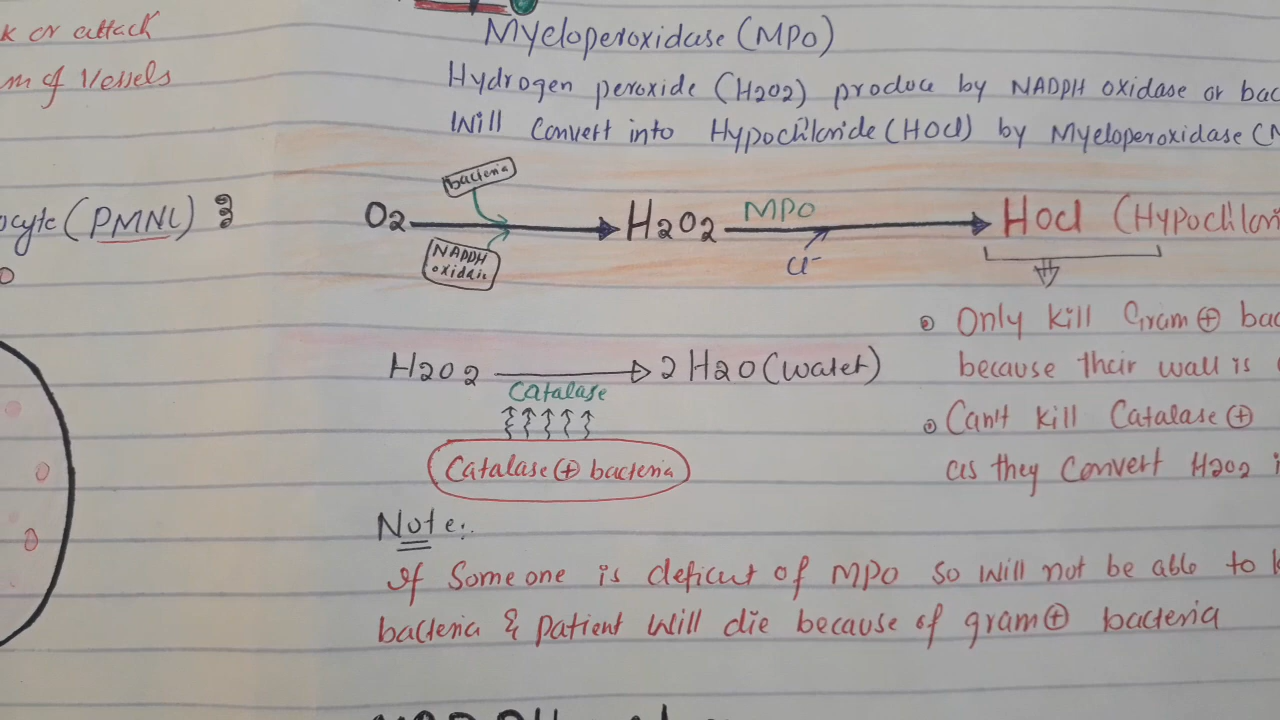 k or attack
m of vessels
ocyte (PMNL)
Myeloperoxidase (MPO)
Hydrogen peroxide (H2O2) produce by NADPH oxidase or bac
Will Convert into Hypochloride (HOCl) by Myeloperoxidase (M
bacteria
O2 H2O2 MPO HOCl (Hypochlori
NADPH
oxidase
Cl-
Only kill Gram ⊕ bac
because their wall is
H2O2 2 H2O (Water)
Catalase
Can't kill Catalase ⊕
as they Convert H2O2 i
Catalase ⊕ bacteria
Note:.
If Someone is deficit of MPO so will not be able to k
bacteria & patient will die because of gram ⊕ bacteria